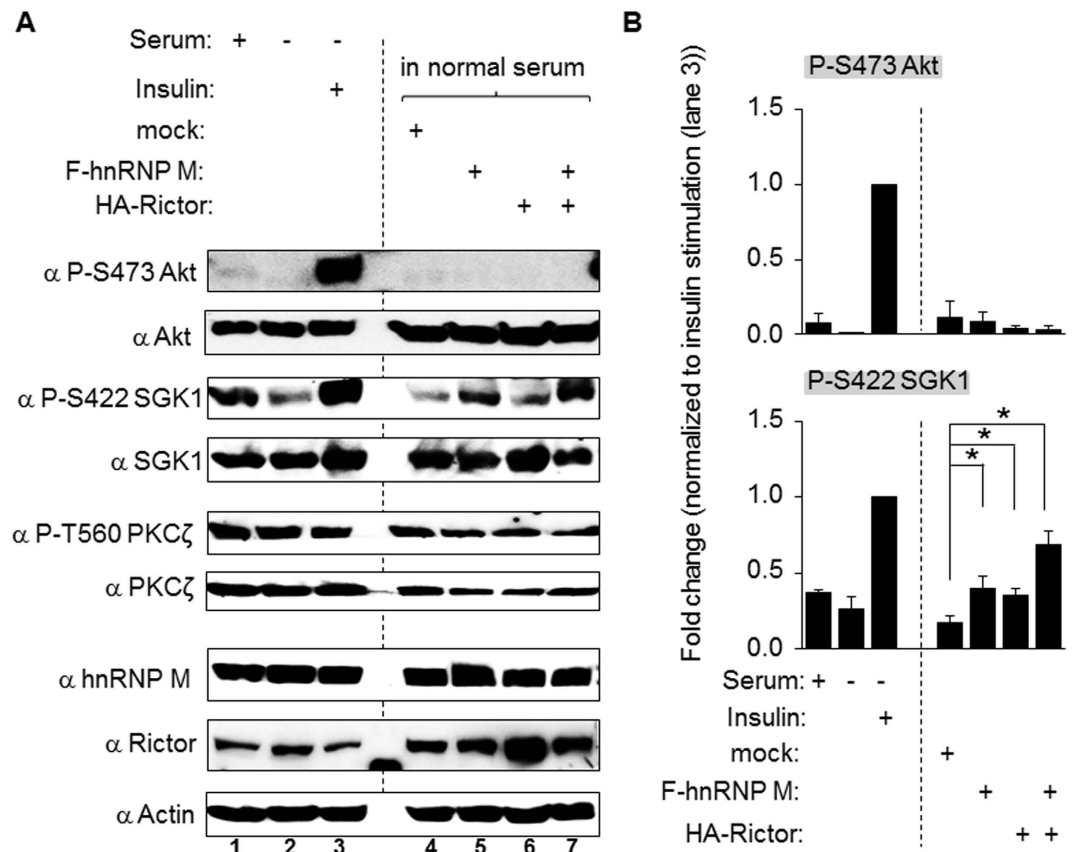 A
Serum: + - -
Insulin: +
in normal serum
mock: +
F-hnRNP M: + +
HA-Rictor: + +
α P-S473 Akt
α Akt
α P-S422 SGK1
α SGK1
α P-T560 PKCζ
α PKCζ
α hnRNP M
α Rictor
α Actin
1 2 3 4 5 6 7
B
Fold change (normalized to insulin stimulation (lane 3))
P-S473 Akt
1.5
1.0
0.5
0.0
P-S422 SGK1
1.5
1.0
0.5
0.0
*
*
*
Serum: + - -
Insulin: +
mock: +
F-hnRNP M: + +
HA-Rictor: + +